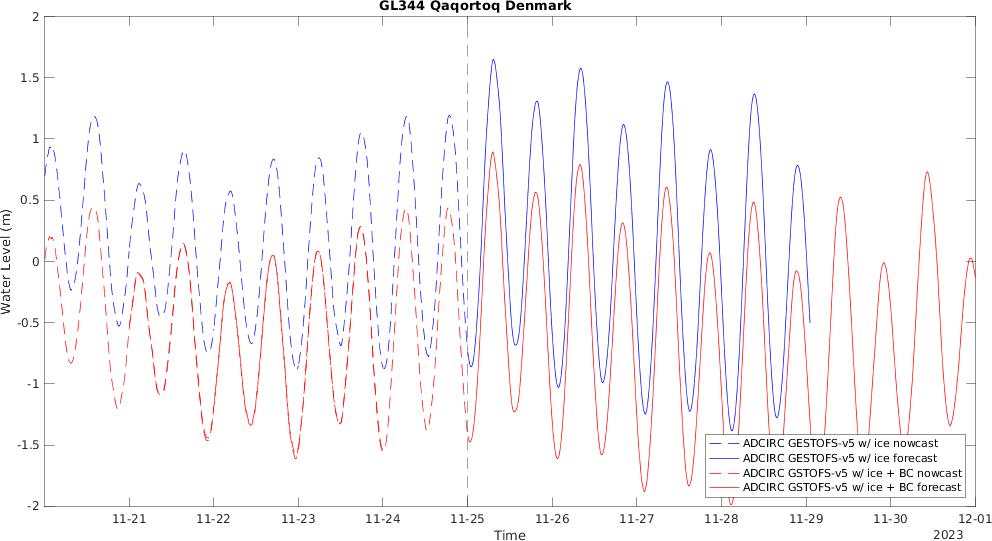 GL344 Qaqortoq Denmark
2
1.5
1
0.5
0
-0.5
-1
-1.5
-2
Water Level (m)
ADCIRC GESTOFS-v5 w/ ice nowcast
ADCIRC GESTOFS-v5 w/ ice forecast
ADCIRC GSTOFS-v5 w/ ice + BC nowcast
ADCIRC GSTOFS-v5 w/ ice + BC forecast
11-21 11-22 11-23 11-24 11-25 11-26 11-27 11-28 11-29 11-30 12-01
Time
2023